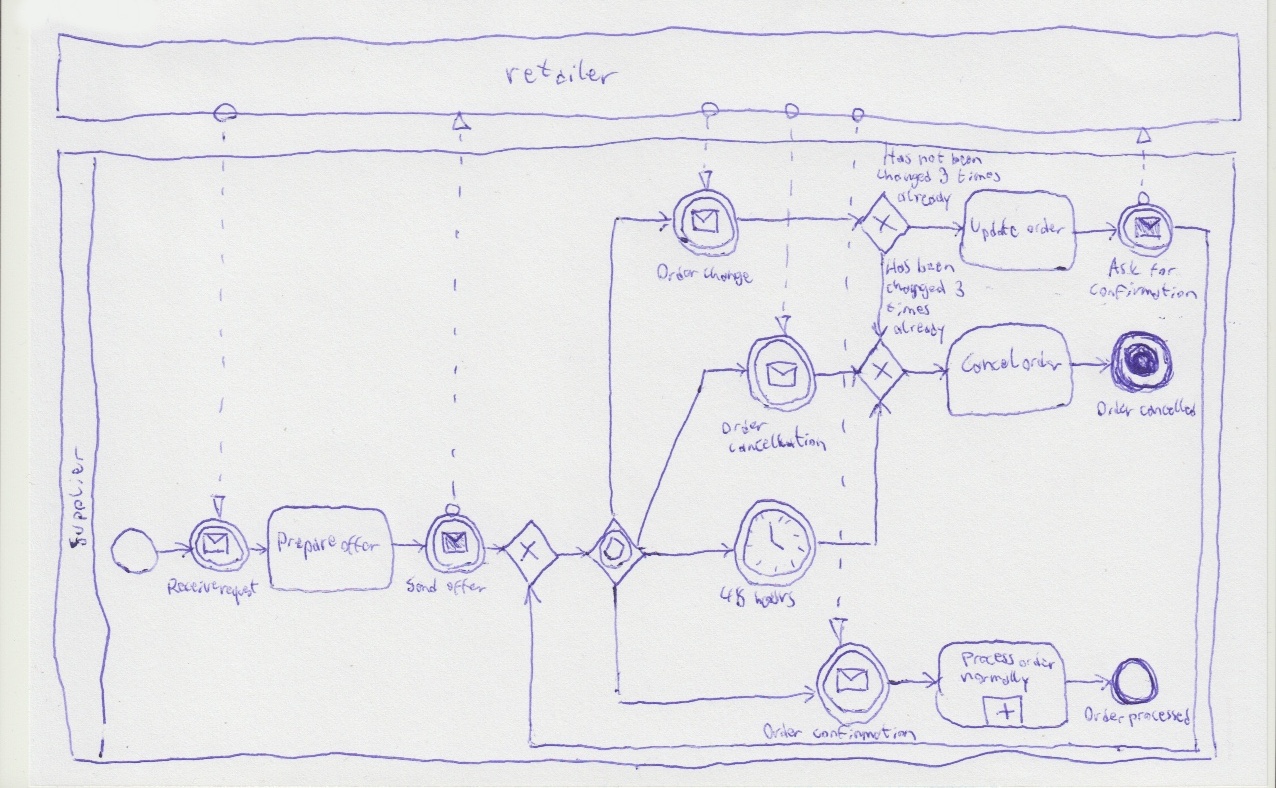 retailer
Has not been
changed 3 times
already
Update order
Order change
Ask for
confirmation
Has been
changed 3
times
already
Cancel order
Order cancelled
Order
cancellation
Supplier
Prepare offer
Receive request
Send offer
48 hours
Process order
normally
Order processed
Order confirmation